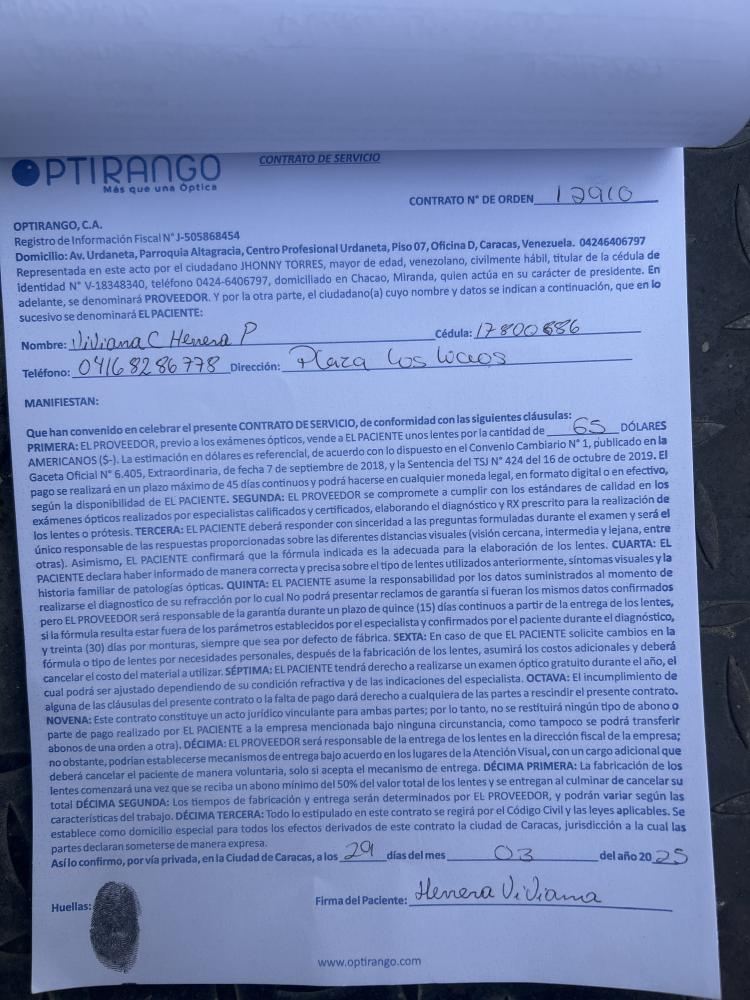 OPTIRANGO
Más que una Óptica
CONTRATO DE SERVICIO
CONTRATO N° DE ORDEN 12910
OPTIRANGO, C.A.
Registro de Información Fiscal N° J-505868454
Domicilio: Av. Urdaneta, Parroquia Altagracia, Centro Profesional Urdaneta, Piso 07, Oficina D, Caracas, Venezuela. 04246406797
Representada en este acto por el ciudadano JHONNY TORRES, mayor de edad, venezolano, civilmente hábil, titular de la cédula de
identidad N° V-18348340, teléfono 0424-6406797, domiciliado en Chacao, Miranda, quien actúa en su carácter de presidente. En
adelante, se denominará PROVEEDOR. Y por la otra parte, el ciudadano(a) cuyo nombre y datos se indican a continuación, que en lo
sucesivo se denominará EL PACIENTE:
Nombre: Viviana C Herrera P Cédula: 17800686
Teléfono: 04168286778 Dirección: Plaza los
MANIFIESTAN:
Que han convenido en celebrar el presente CONTRATO DE SERVICIO, de conformidad con las siguientes cláusulas:
PRIMERA: EL PROVEEDOR, previo a los exámenes ópticos, vende a EL PACIENTE unos lentes por la cantidad de 65 DÓLARES
AMERICANOS ($-). La estimación en dólares es referencial, de acuerdo con lo dispuesto en el Convenio Cambiario N° 1, publicado en la
Gaceta Oficial N° 6.405, Extraordinaria, de fecha 7 de septiembre de 2018, y la Sentencia del TSJ N° 424 del 16 de octubre de 2019. El
pago se realizará en un plazo máximo de 45 días continuos y podrá hacerse en cualquier moneda legal, en formato digital o en efectivo,
según la disponibilidad de EL PACIENTE. SEGUNDA: EL PROVEEDOR se compromete a cumplir con los estándares de calidad en los
exámenes ópticos realizados por especialistas calificados y certificados, elaborando el diagnóstico y RX prescrito para la realización de
los lentes o prótesis. TERCERA: EL PACIENTE deberá responder con sinceridad a las preguntas formuladas durante el examen y será el
único responsable de las respuestas proporcionadas sobre las diferentes distancias visuales (visión cercana, intermedia y lejana, entre
otras). Asimismo, EL PACIENTE confirmará que la fórmula indicada es la adecuada para la elaboración de los lentes. CUARTA: EL
PACIENTE declara haber informado de manera correcta y precisa sobre el tipo de lentes utilizados anteriormente, síntomas visuales y la
historia familiar de patologías ópticas. QUINTA: EL PACIENTE asume la responsabilidad por los datos suministrados al momento de
realizarse el diagnostico de su refracción por lo cual No podrá presentar reclamos de garantía si fueran los mismos datos confirmados
pero EL PROVEEDOR será responsable de la garantía durante un plazo de quince (15) días continuos a partir de la entrega de los lentes,
si la fórmula resulta estar fuera de los parámetros establecidos por el especialista y confirmados por el paciente durante el diagnóstico,
y treinta (30) días por monturas, siempre que sea por defecto de fábrica. SEXTA: En caso de que EL PACIENTE solicite cambios en la
fórmula o tipo de lentes por necesidades personales, después de la fabricación de los lentes, asumirá los costos adicionales y deberá
cancelar el costo del material a utilizar. SÉPTIMA: EL PACIENTE tendrá derecho a realizarse un examen óptico gratuito durante el año, el
cual podrá ser ajustado dependiendo de su condición refractiva y de las indicaciones del especialista. OCTAVA: El incumplimiento de
alguna de las cláusulas del presente contrato o la falta de pago dará derecho a cualquiera de las partes a rescindir el presente contrato.
NOVENA: Este contrato constituye un acto jurídico vinculante para ambas partes; por lo tanto, no se restituirá ningún tipo de abono o
parte de pago realizado por EL PACIENTE a la empresa mencionada bajo ninguna circunstancia, como tampoco se podrá transferir
abonos de una orden a otra). DÉCIMA: EL PROVEEDOR será responsable de la entrega de los lentes en la dirección fiscal de la empresa;
no obstante, podrían establecerse mecanismos de entrega bajo acuerdo en los lugares de la Atención Visual, con un cargo adicional que
deberá cancelar el paciente de manera voluntaria, solo si acepta el mecanismo de entrega. DÉCIMA PRIMERA: La fabricación de los
lentes comenzará una vez que se reciba un abono mínimo del 50% del valor total de los lentes y se entregan al culminar de cancelar su
total DÉCIMA SEGUNDA: Los tiempos de fabricación y entrega serán determinados por EL PROVEEDOR, y podrán variar según las
características del trabajo. DÉCIMA TERCERA: Todo lo estipulado en este contrato se regirá por el Código Civil y las leyes aplicables. Se
establece como domicilio especial para todos los efectos derivados de este contrato la ciudad de Caracas, jurisdicción a la cual las
partes declaran someterse de manera expresa.
Así lo confirmo, por vía privada, en la Ciudad de Caracas, a los 29 días del mes 03 del año 2025
Huellas: Firma del Paciente: Herrera Viviana
www.optirango.com